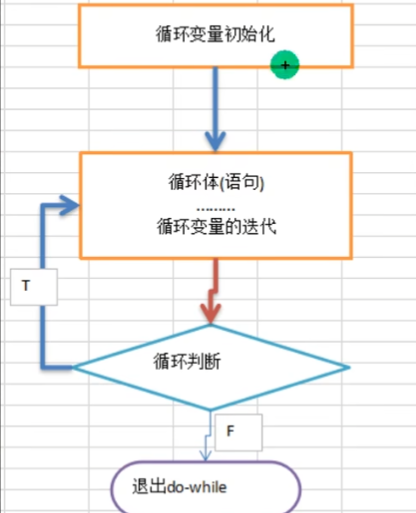 循环变量初始化
循环体(语句)
.........
循环变量的迭代
T
循环判断
F
退出do-while